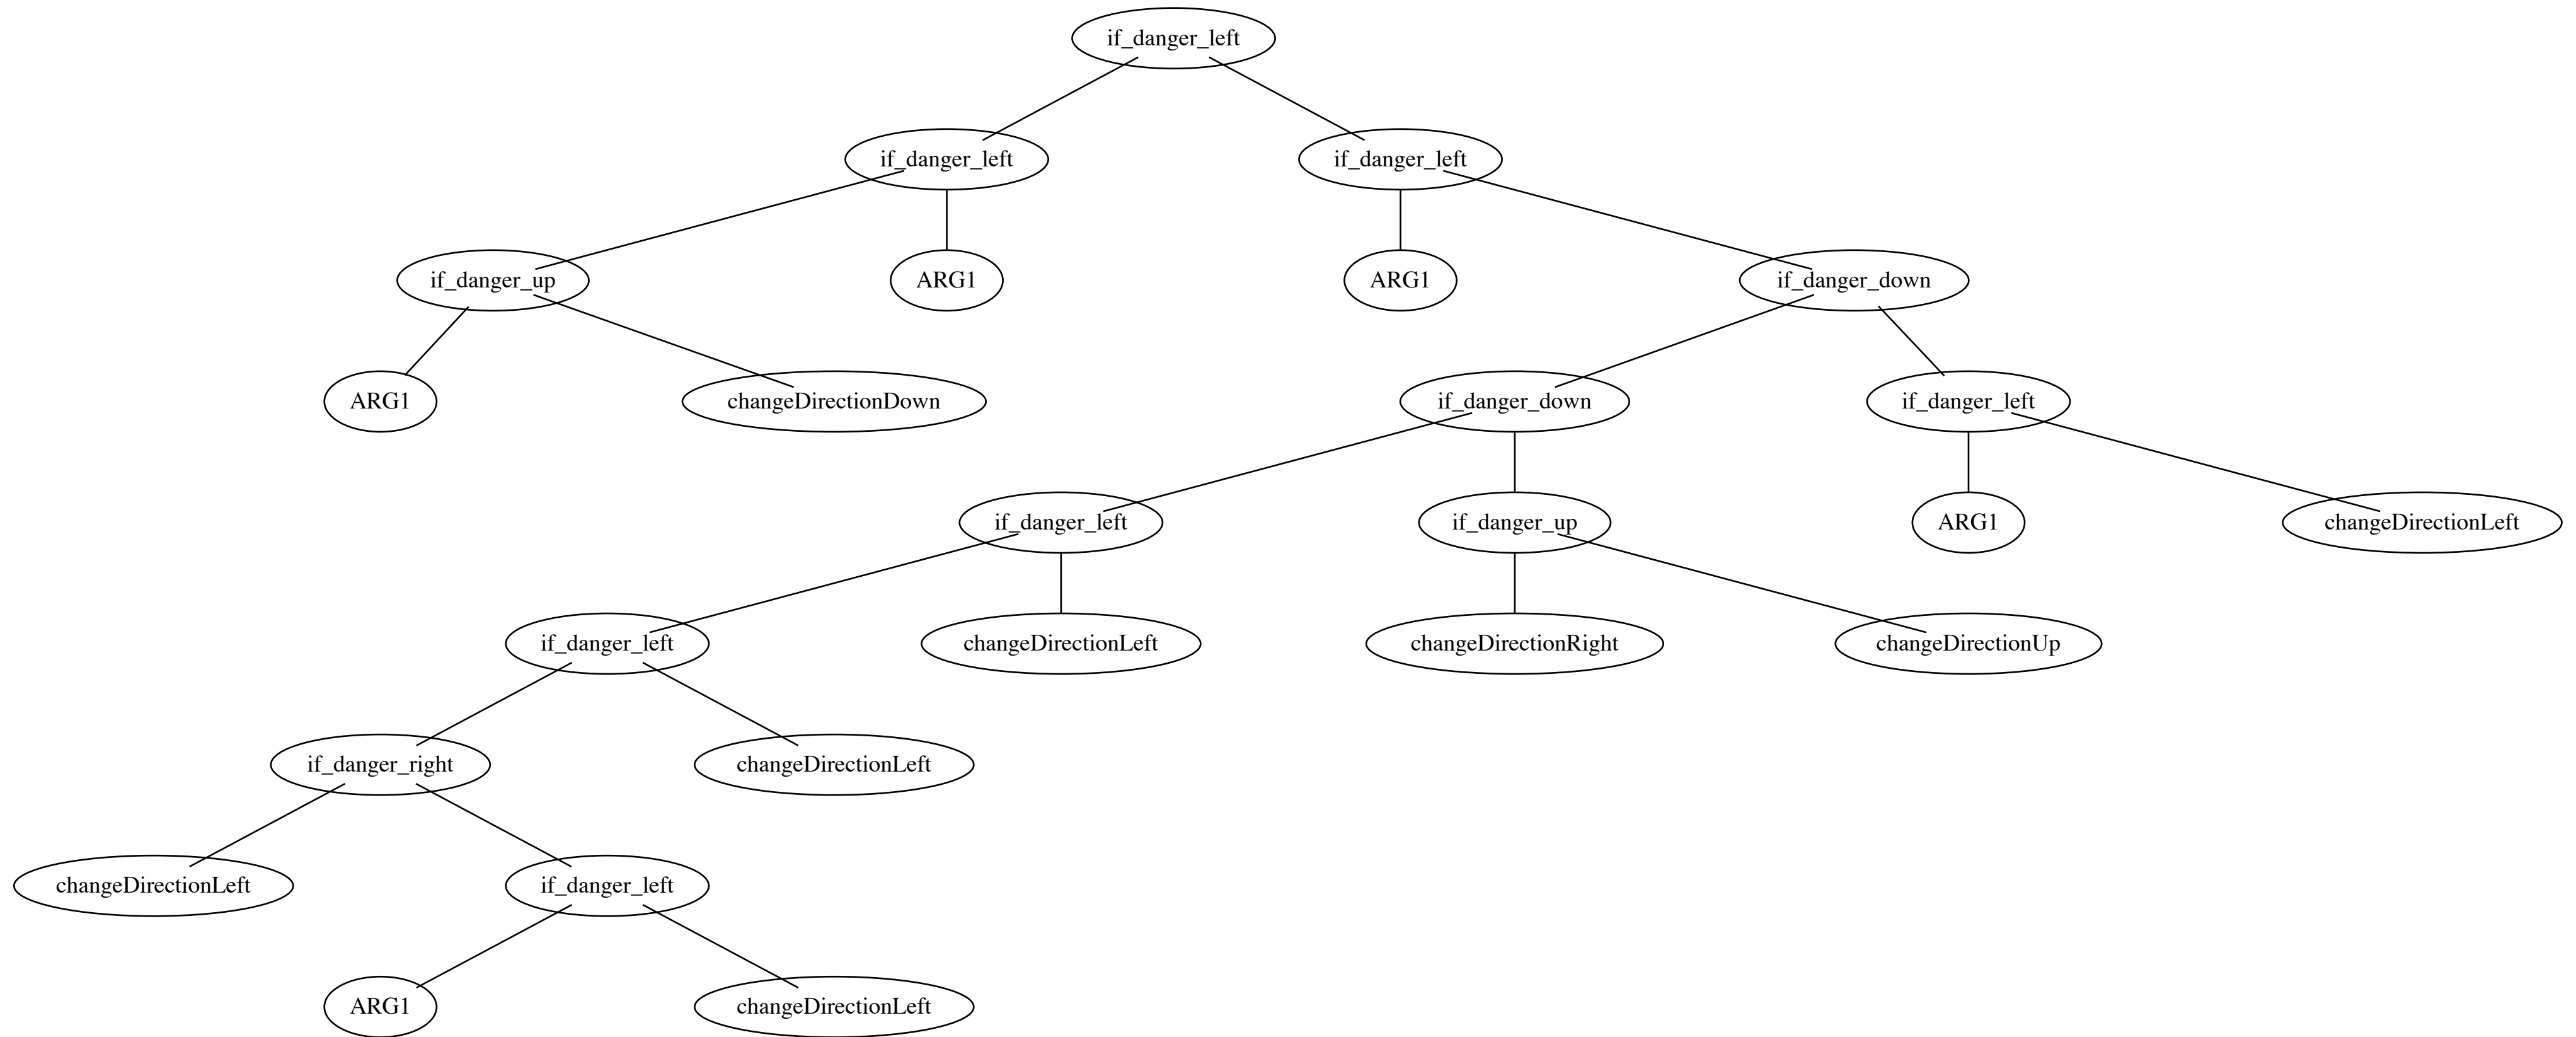 if_danger_left
if_danger_left
if_danger_left
if_danger_up
ARG1
ARG1
if_danger_down
ARG1
changeDirectionDown
if_danger_down
if_danger_left
if_danger_left
if_danger_up
ARG1
changeDirectionLeft
if_danger_left
changeDirectionLeft
changeDirectionRight
changeDirectionUp
if_danger_right
changeDirectionLeft
changeDirectionLeft
if_danger_left
ARG1
changeDirectionLeft